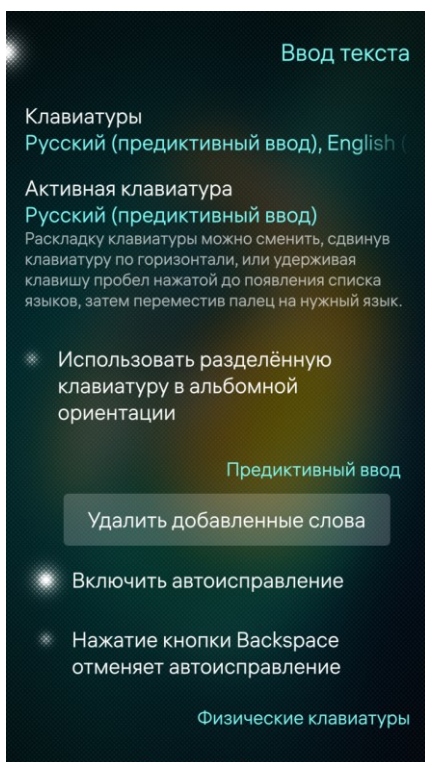 Ввод текста
Клавиатуры
Русский (предиктивный ввод), English (
Активная клавиатура
Русский (предиктивный ввод)
Раскладку клавиатуры можно сменить, сдвинув
клавиатуру по горизонтали, или удерживая
клавишу пробел нажатой до появления списка
языков, затем переместив палец на нужный язык.
Использовать разделённую
клавиатуру в альбомной
ориентации
Предиктивный ввод
Удалить добавленные слова
Включить автоисправление
Нажатие кнопки Backspace
отменяет автоисправление
Физические клавиатуры